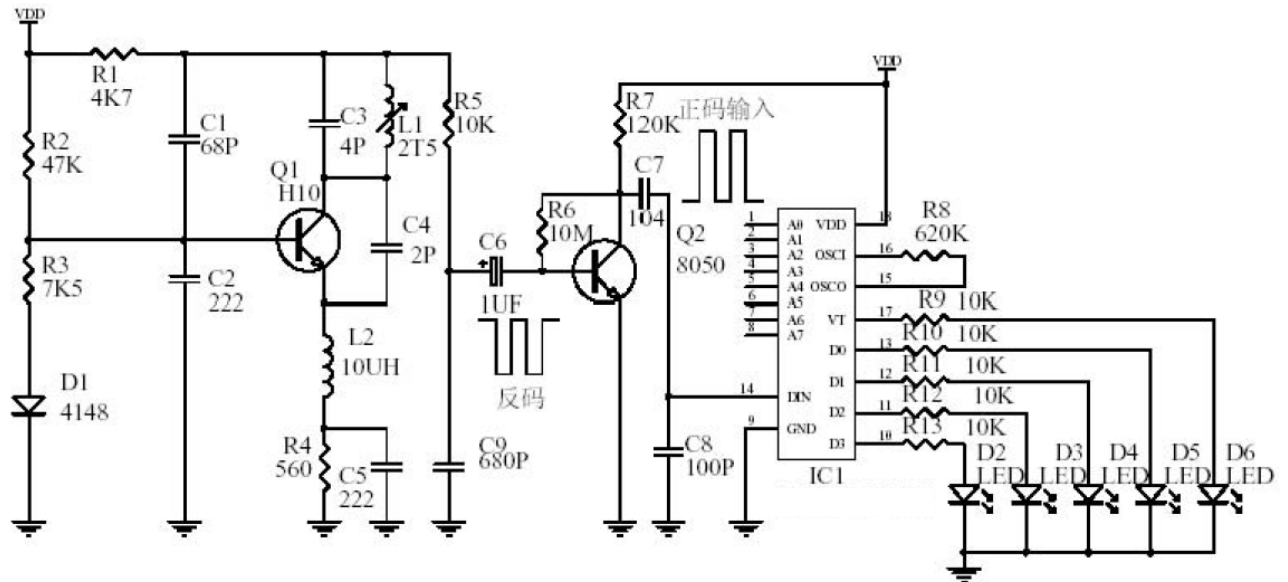 VDD
R1
4K7
R2
47K
R3
7K5
D1
4148
C1
68P
C2
222
Q1
H10
C3
4P
L1
2T5
C4
2P
L2
10UH
R4
560
C5
222
R5
10K
C6
1UF
反码
C9
680P
R6
10M
R7
120K
C7
104
正码输入
Q2
8050
C8
100P
VDD
1 A0
2 A1
3 A2
4 A3
5 A4
6 A5
7 A6
8 A7
14 DIN
9 GND
VDD 18
OSCI 16
OSCO 15
VT 17
D0 13
D1 12
D2 11
D3 10
IC1
R8
620K
R9 10K
R10 10K
R11 10K
R12 10K
R13 10K
D2 D3 D4 D5 D6
LED LED LED LED LED